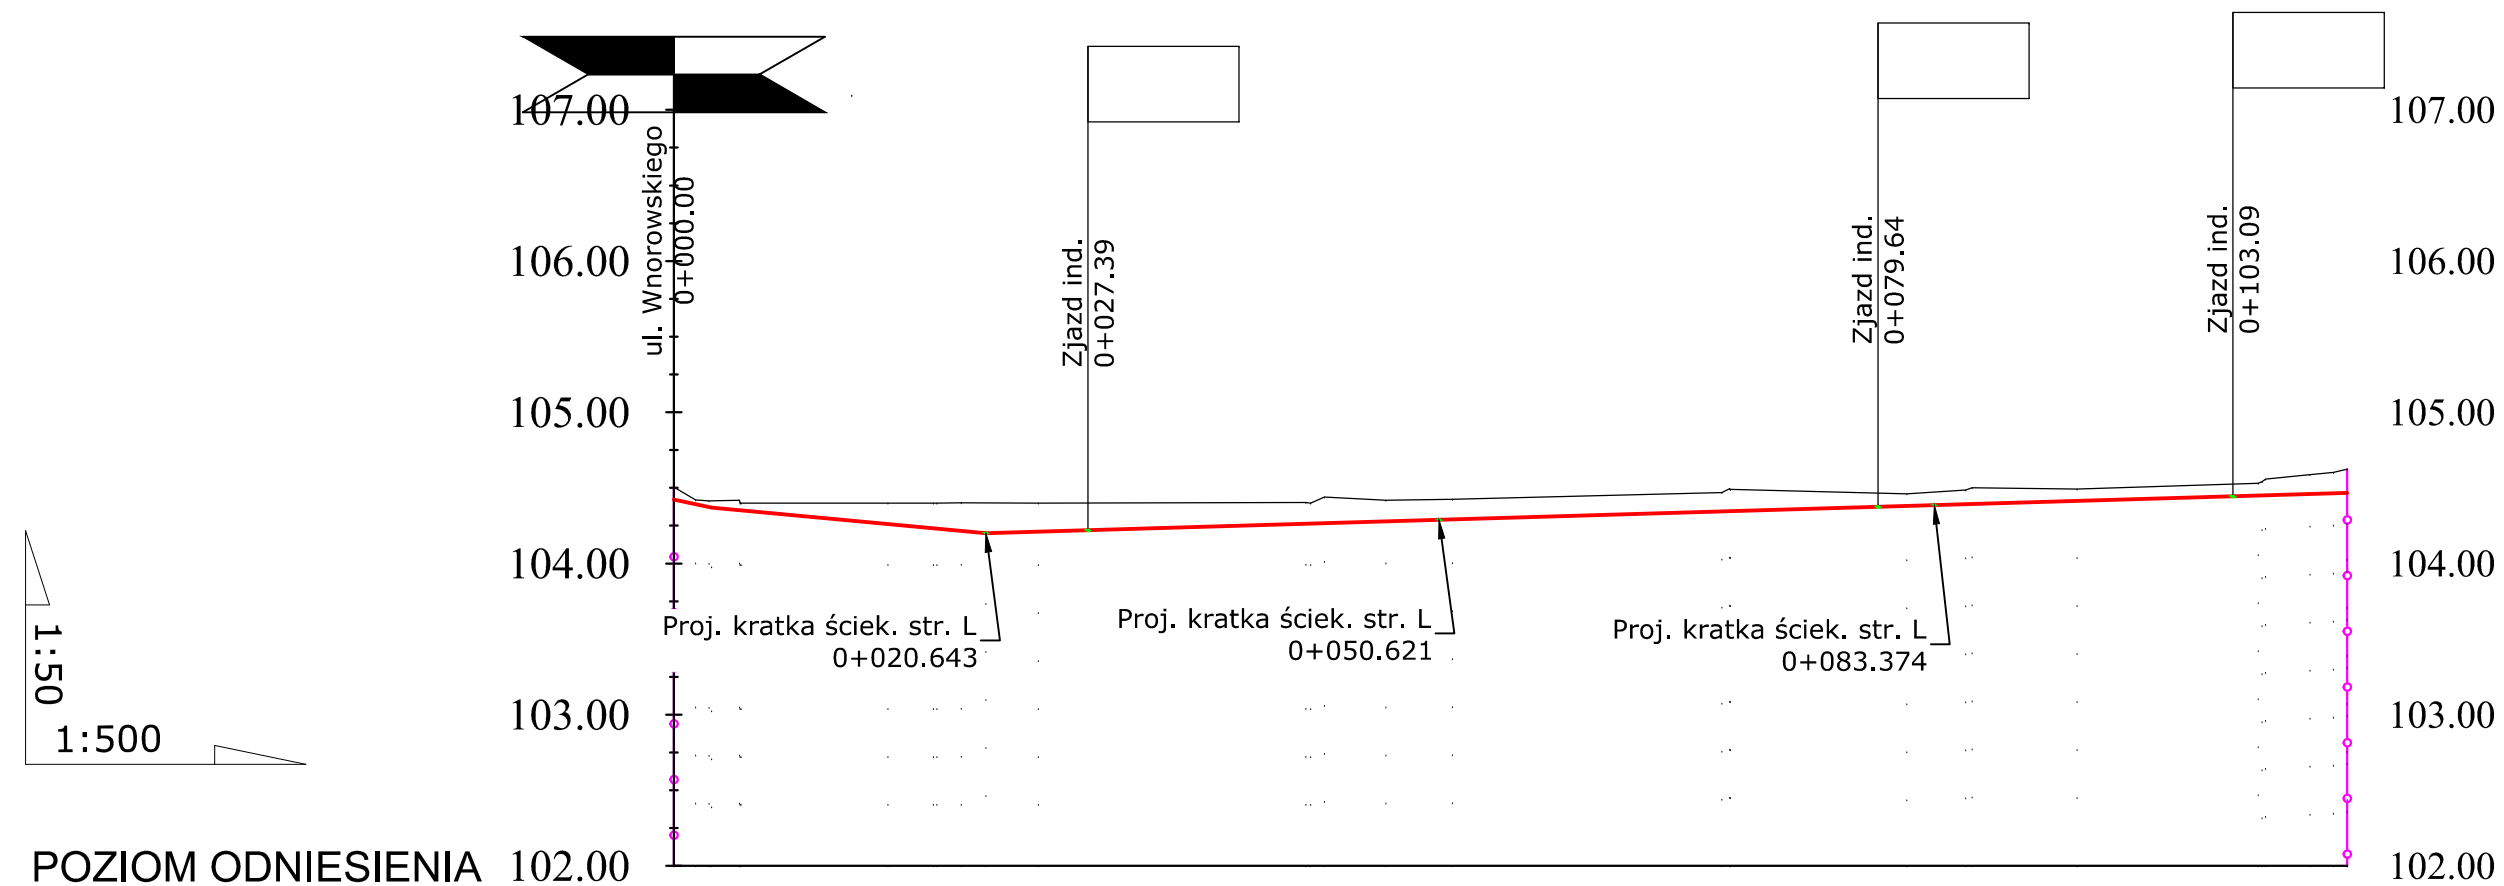 107.00
107.00
ul. Wnorowskiego
0+000.00
Zjazd ind.
0+027.39
Zjazd ind.
0+079.64
Zjazd ind.
0+103.09
106.00
106.00
105.00
105.00
104.00
104.00
Proj. kratka ściek. str. L
0+020.643
Proj. kratka ściek. str. L
0+050.621
Proj. kratka ściek. str. L
0+083.374
1:50
1:500
103.00
103.00
POZIOM ODNIESIENIA 102.00
102.00